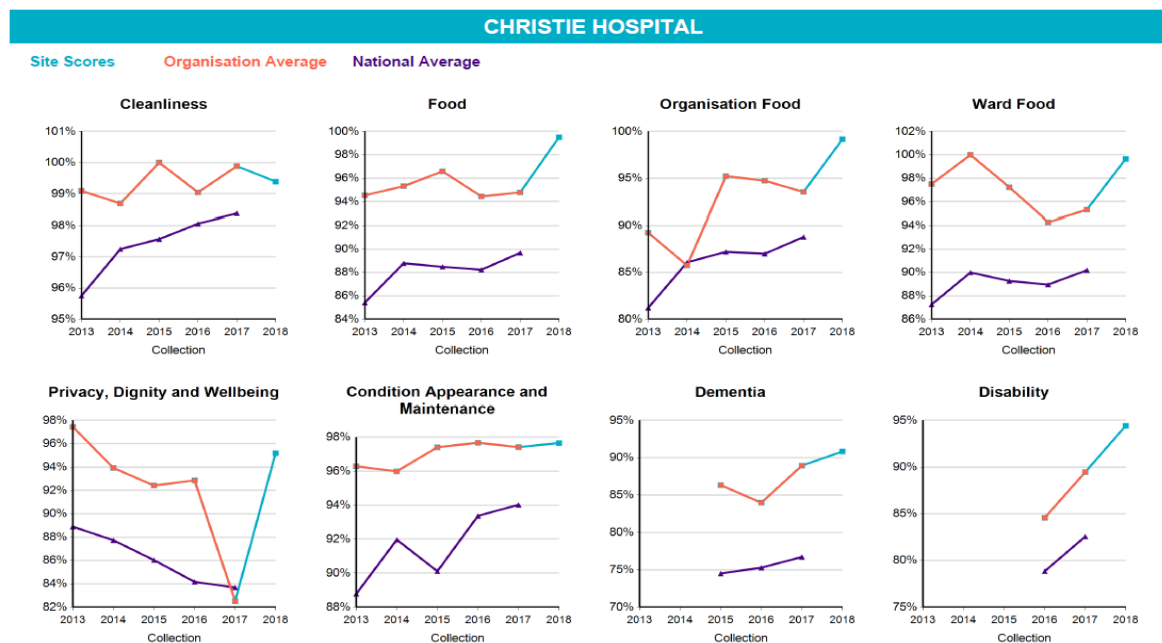 CHRISTIE HOSPITAL
Site Scores Organisation Average National Average
Cleanliness
101%
100%
99%
98%
97%
96%
95%
2013 2014 2015 2016 2017 2018
Collection
Food
100%
98%
96%
94%
92%
90%
88%
86%
84%
2013 2014 2015 2016 2017 2018
Collection
Organisation Food
100%
95%
90%
85%
80%
2013 2014 2015 2016 2017 2018
Collection
Ward Food
102%
100%
98%
96%
94%
92%
90%
88%
86%
2013 2014 2015 2016 2017 2018
Collection
Privacy, Dignity and Wellbeing
98%
96%
94%
92%
90%
88%
86%
84%
82%
2013 2014 2015 2016 2017 2018
Collection
Condition Appearance and
Maintenance
98%
96%
94%
92%
90%
88%
2013 2014 2015 2016 2017 2018
Collection
Dementia
95%
90%
85%
80%
75%
70%
2013 2014 2015 2016 2017 2018
Collection
Disability
95%
90%
85%
80%
75%
2013 2014 2015 2016 2017 2018
Collection